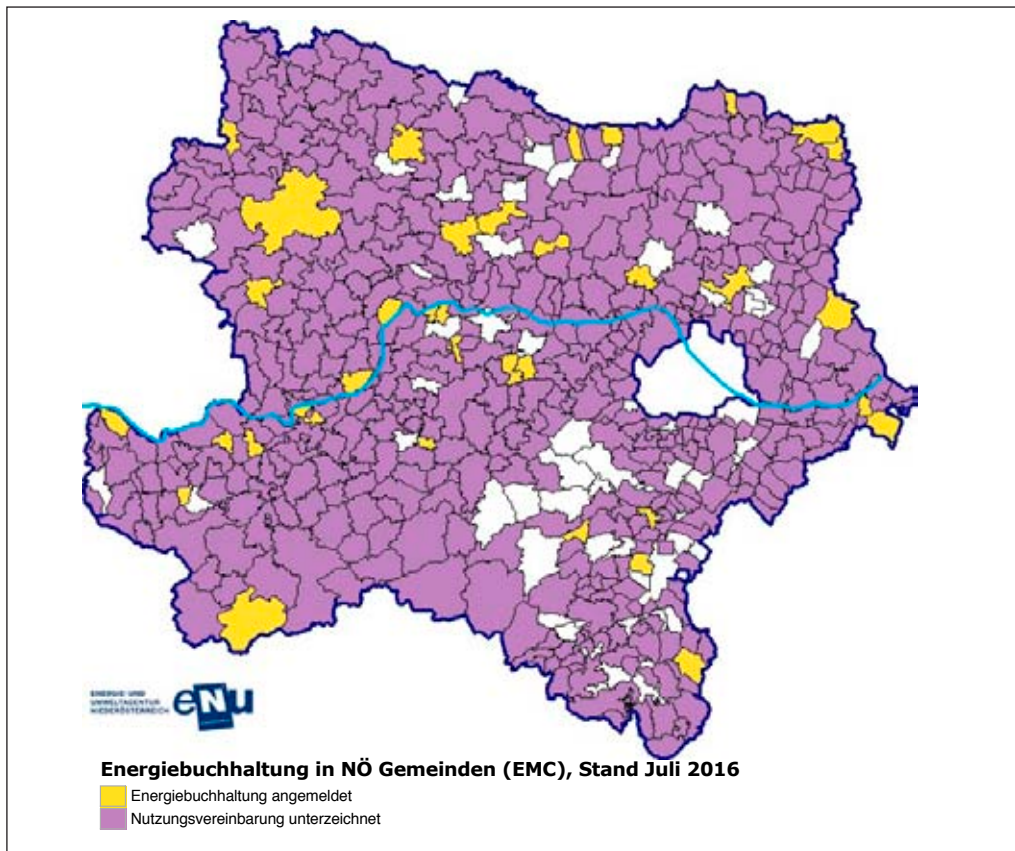 ENERGIE- UND
UMWELTAGENTUR
NIEDERÖSTERREICH
eNu
Energiebuchhaltung in NÖ Gemeinden (EMC), Stand Juli 2016
Energiebuchhaltung angemeldet
Nutzungsvereinbarung unterzeichnet